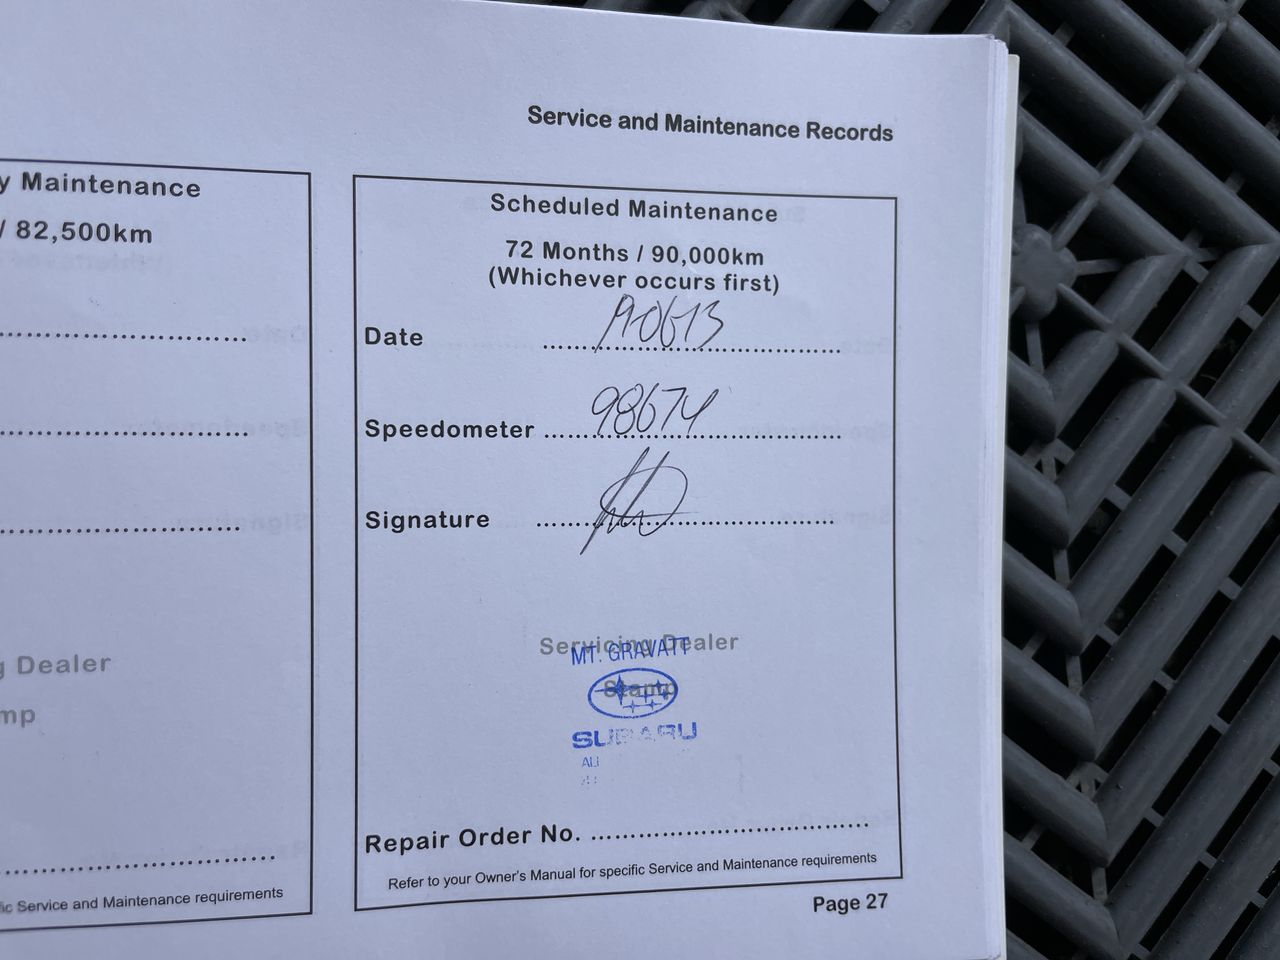 Service and Maintenance Records
y Maintenance
/ 82,500km
g Dealer
mp
ic Service and Maintenance requirements
Scheduled Maintenance
72 Months / 90,000km
(Whichever occurs first)
Date
Speedometer 98674
Signature
Servicing Dealer
Stamp
MT. GRAVATT
SUBARU
Repair Order No.
Refer to your Owner's Manual for specific Service and Maintenance requirements
Page 27